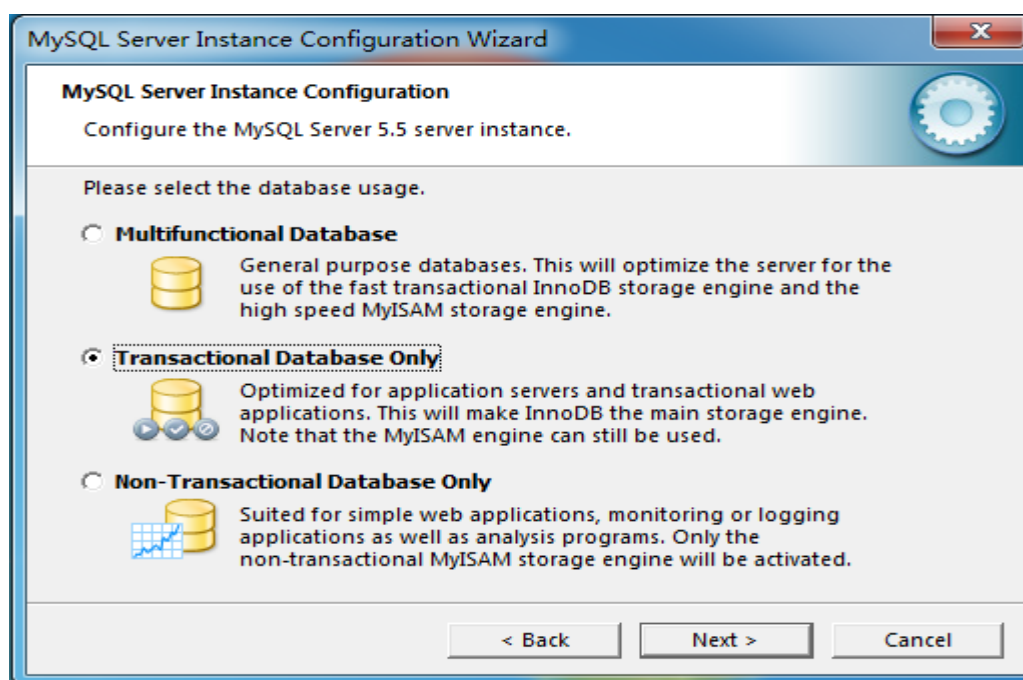 MySQL Server Instance Configuration Wizard
MySQL Server Instance Configuration
Configure the MySQL Server 5.5 server instance.
Please select the database usage.
Multifunctional Database
General purpose databases. This will optimize the server for the
use of the fast transactional InnoDB storage engine and the
high speed MyISAM storage engine.
Transactional Database Only
Optimized for application servers and transactional web
applications. This will make InnoDB the main storage engine.
Note that the MyISAM engine can still be used.
Non-Transactional Database Only
Suited for simple web applications, monitoring or logging
applications as well as analysis programs. Only the
non-transactional MyISAM storage engine will be activated.
< Back
Next >
Cancel